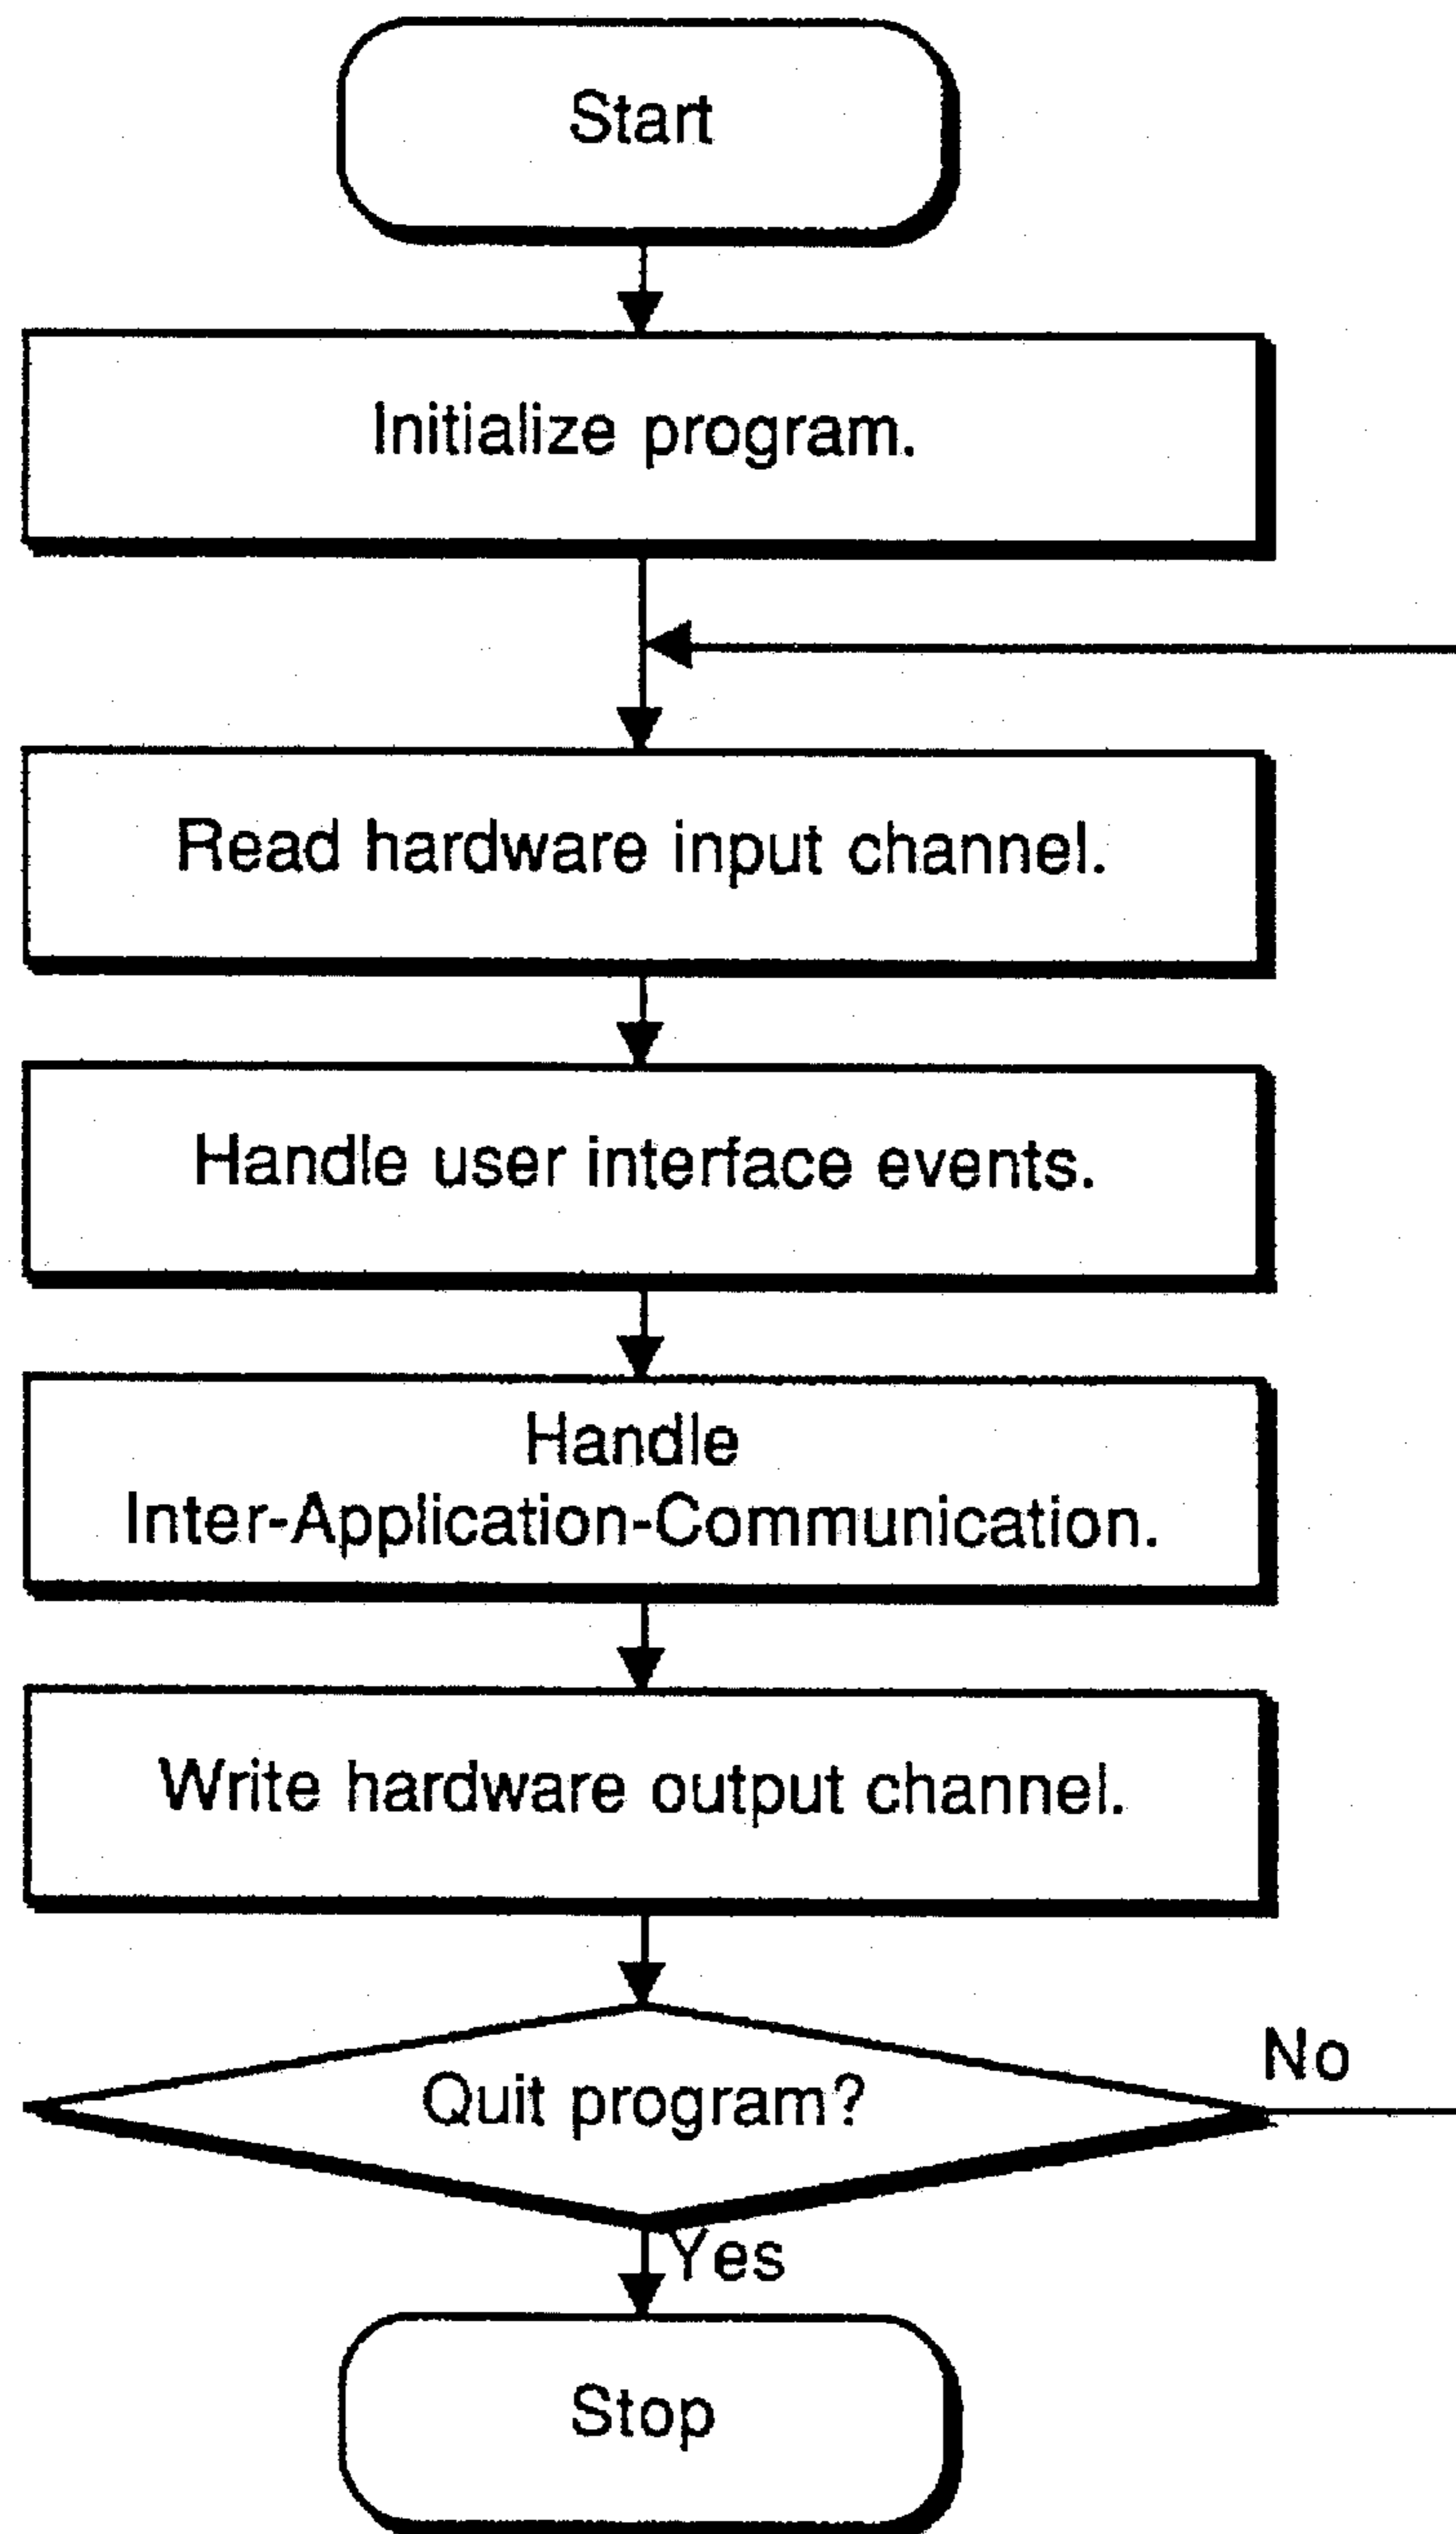 Start
Initialize program.
Read hardware input channel.
Handle user interface events.
Handle
Inter-Application-Communication.
Write hardware output channel.
No
Quit program?
Yes
Stop